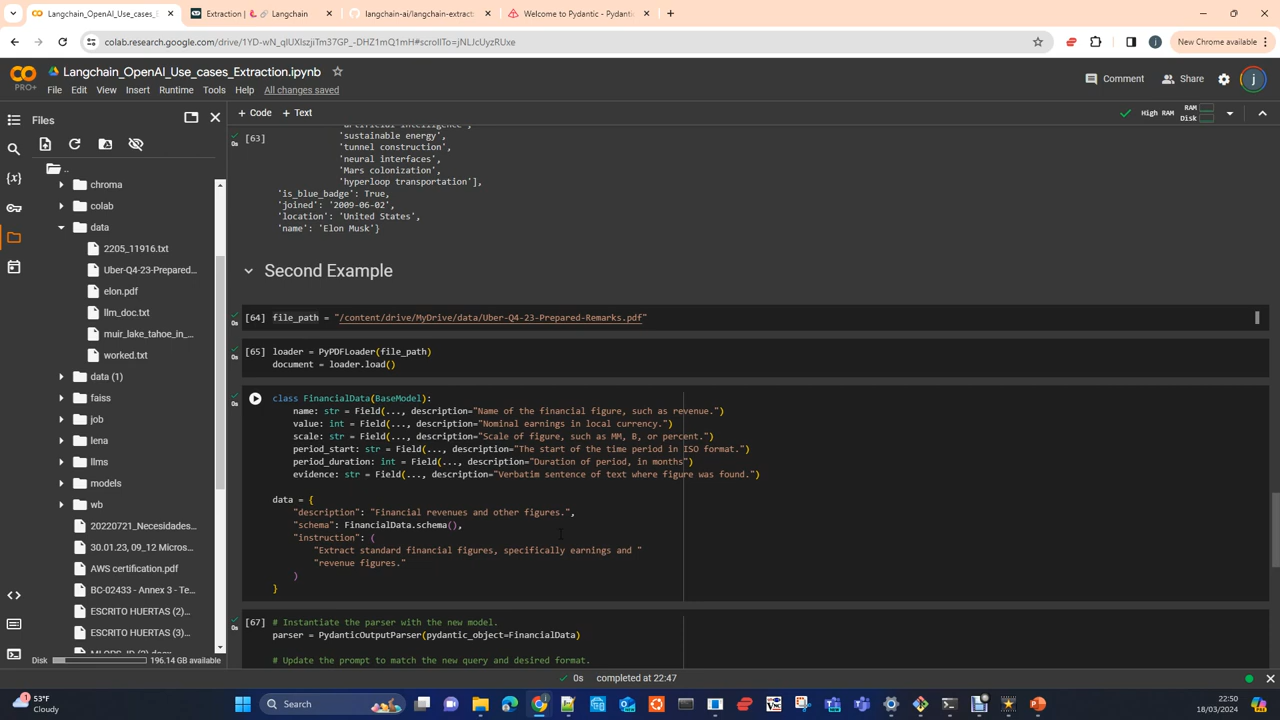 Langchain_OpenAI_Use_cases_E
Extraction | 🦜️🔗 Langchain
langchain-ai/langchain-extract:
Welcome to Pydantic - Pydantic
colab.research.google.com/drive/1YD-wN_qIUXlszjiTm37GP_-DHZ1mQ1mH#scrollTo=jNLJcUyzRUxe
New Chrome available
PRO+
Langchain_OpenAI_Use_cases_Extraction.ipynb
File Edit View Insert Runtime Tools Help All changes saved
Comment
Share
Files
+ Code + Text
High RAM
RAM
Disk
..
chroma
colab
data
2205_11916.txt
Uber-Q4-23-Prepared...
elon.pdf
llm_doc.txt
muir_lake_tahoe_in_...
worked.txt
data (1)
faiss
job
lena
llms
models
wb
20220721_Necesidades...
30.01.23, 09_12 Micros...
AWS certification.pdf
BC-02433 - Annex 3 - Te...
ESCRITO HUERTAS (2)...
ESCRITO HUERTAS (3)...
Disk 196.14 GB available
[63]
'artificial intelligence',
'sustainable energy',
'tunnel construction',
'neural interfaces',
'Mars colonization',
'hyperloop transportation'],
'is_blue_badge': True,
'joined': '2009-06-02',
'location': 'United States',
'name': 'Elon Musk'}
Second Example
[64] file_path = "/content/drive/MyDrive/data/Uber-Q4-23-Prepared-Remarks.pdf"
[65] loader = PyPDFLoader(file_path)
document = loader.load()
class FinancialData(BaseModel):
name: str = Field(..., description="Name of the financial figure, such as revenue.")
value: int = Field(..., description="Nominal earnings in local currency.")
scale: str = Field(..., description="Scale of figure, such as MM, B, or percent.")
period_start: str = Field(..., description="The start of the time period in ISO format.")
period_duration: int = Field(..., description="Duration of period, in months")
evidence: str = Field(..., description="Verbatim sentence of text where figure was found.")
data = {
"description": "Financial revenues and other figures.",
"schema": FinancialData.schema(),
"instruction": (
"Extract standard financial figures, specifically earnings and "
"revenue figures."
)
}
[67] # Instantiate the parser with the new model.
parser = PydanticOutputParser(pydantic_object=FinancialData)
# Update the prompt to match the new query and desired format.
0s completed at 22:47
53°F
Cloudy
Search
22:50
18/03/2024